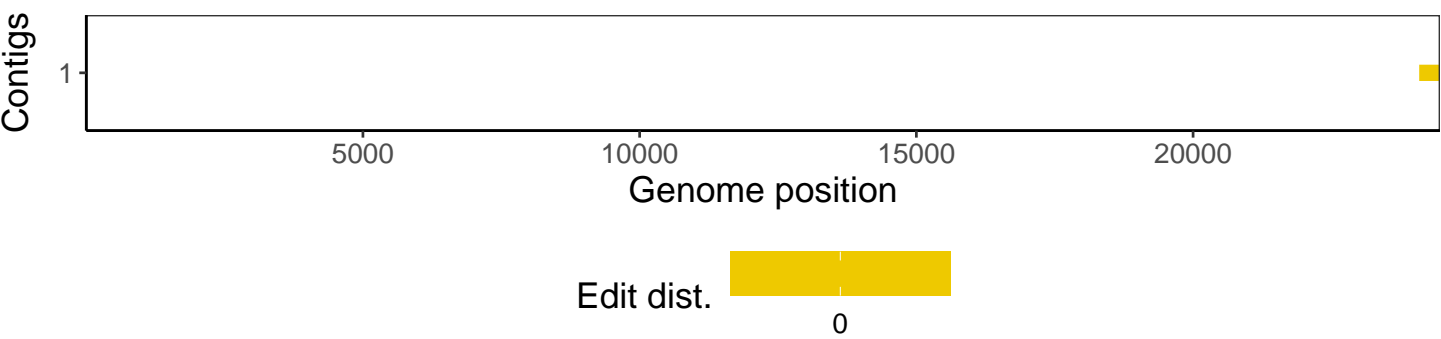 Contigs
1
5000 10000 15000 20000
Genome position
Edit dist.
0